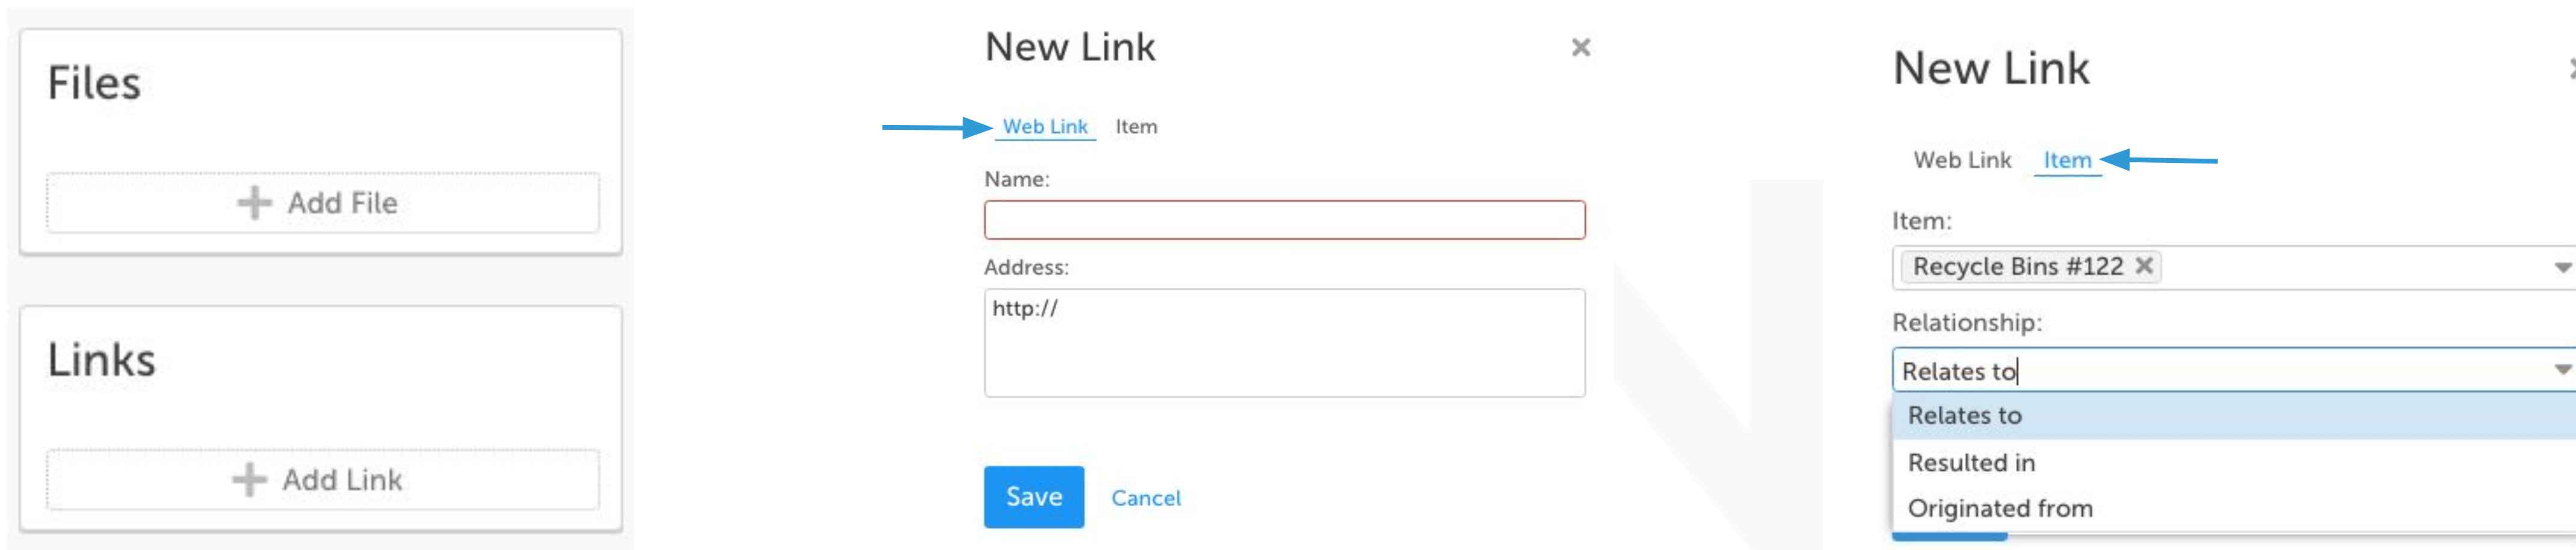 Files
Add File
Links
Add Link
New Link
Web Link Item
Name:
Address:
http://
Save Cancel
New Link
Web Link Item
Item:
Recycle Bins #122
Relationship:
Relates to
Relates to
Resulted in
Originated from